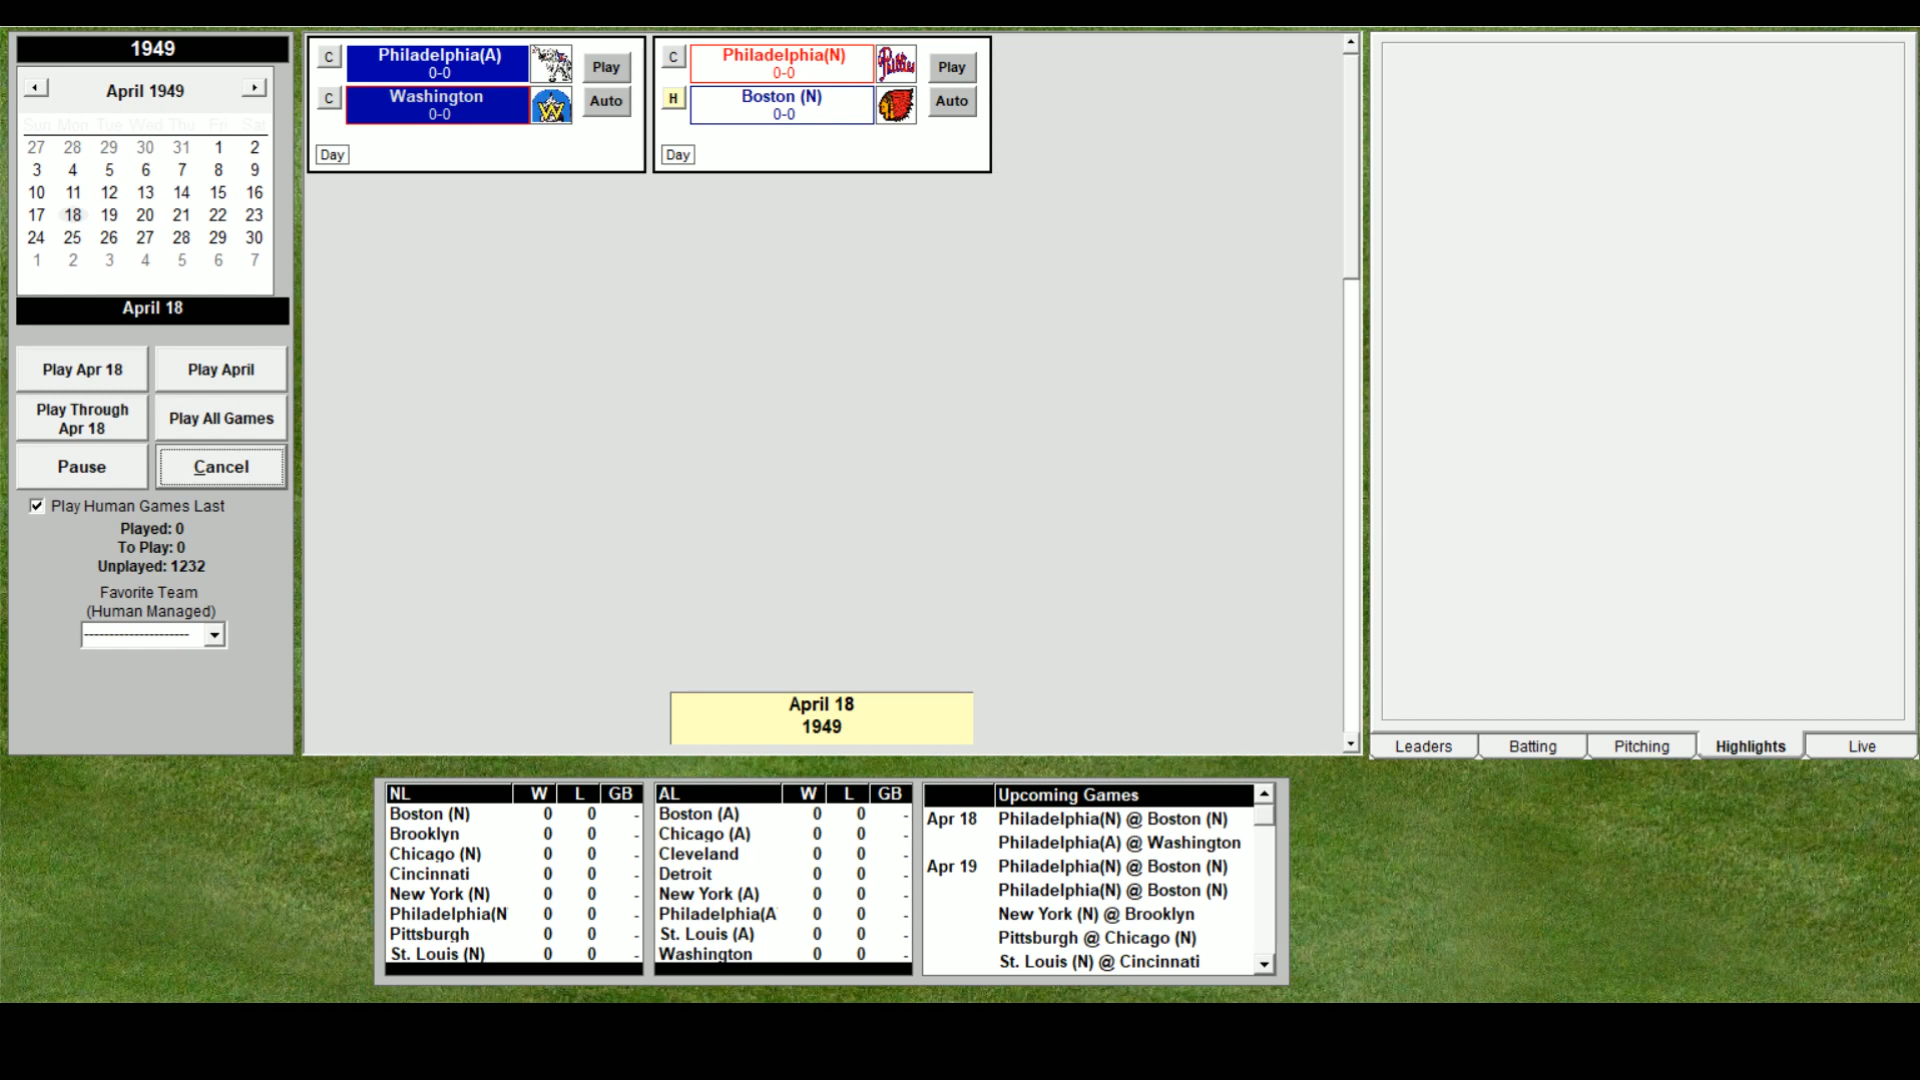 1949
April 1949
Sun Mon Tue Wed Thu Fri Sat
27 28 29 30 31 1 2
3 4 5 6 7 8 9
10 11 12 13 14 15 16
17 18 19 20 21 22 23
24 25 26 27 28 29 30
1 2 3 4 5 6 7
April 18
Play Apr 18
Play April
Play Through
Apr 18
Play All Games
Pause
Cancel
Play Human Games Last
Played: 0
To Play: 0
Unplayed: 1232
Favorite Team
(Human Managed)
---------------------
C Philadelphia(A) Play
0-0
C Washington Auto
0-0
Day
C Philadelphia(N) Phillies Play
0-0
H Boston (N) Auto
0-0
Day
April 18
1949
Leaders Batting Pitching Highlights Live
NL W L GB
Boston (N) 0 0 -
Brooklyn 0 0 -
Chicago (N) 0 0 -
Cincinnati 0 0 -
New York (N) 0 0 -
Philadelphia(N 0 0 -
Pittsburgh 0 0 -
St. Louis (N) 0 0 -
AL W L GB
Boston (A) 0 0 -
Chicago (A) 0 0 -
Cleveland 0 0 -
Detroit 0 0 -
New York (A) 0 0 -
Philadelphia(A 0 0 -
St. Louis (A) 0 0 -
Washington 0 0 -
Upcoming Games
Apr 18 Philadelphia(N) @ Boston (N)
Philadelphia(A) @ Washington
Apr 19 Philadelphia(N) @ Boston (N)
Philadelphia(N) @ Boston (N)
New York (N) @ Brooklyn
Pittsburgh @ Chicago (N)
St. Louis (N) @ Cincinnati